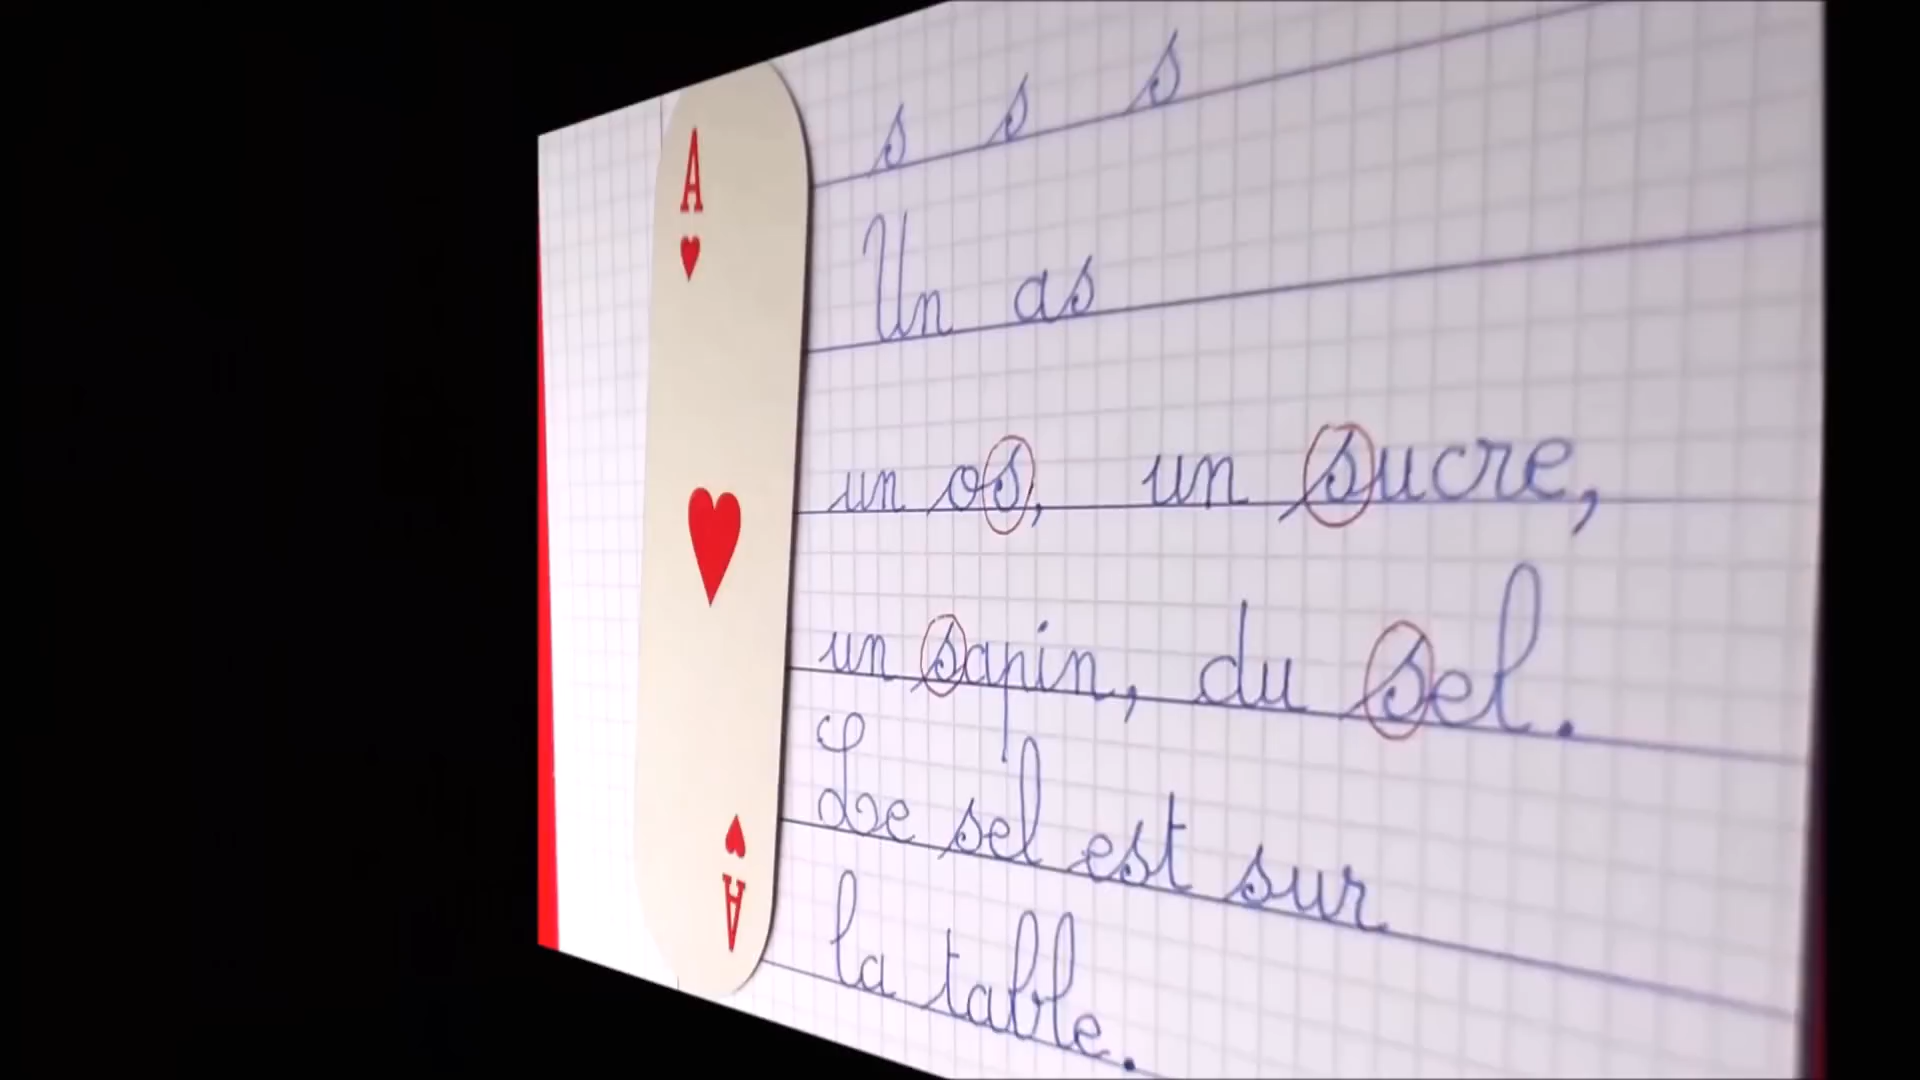 A
s s s
Un as
un os, un sucre,
un sapin, du sel.
Le sel est sur
la table.
A